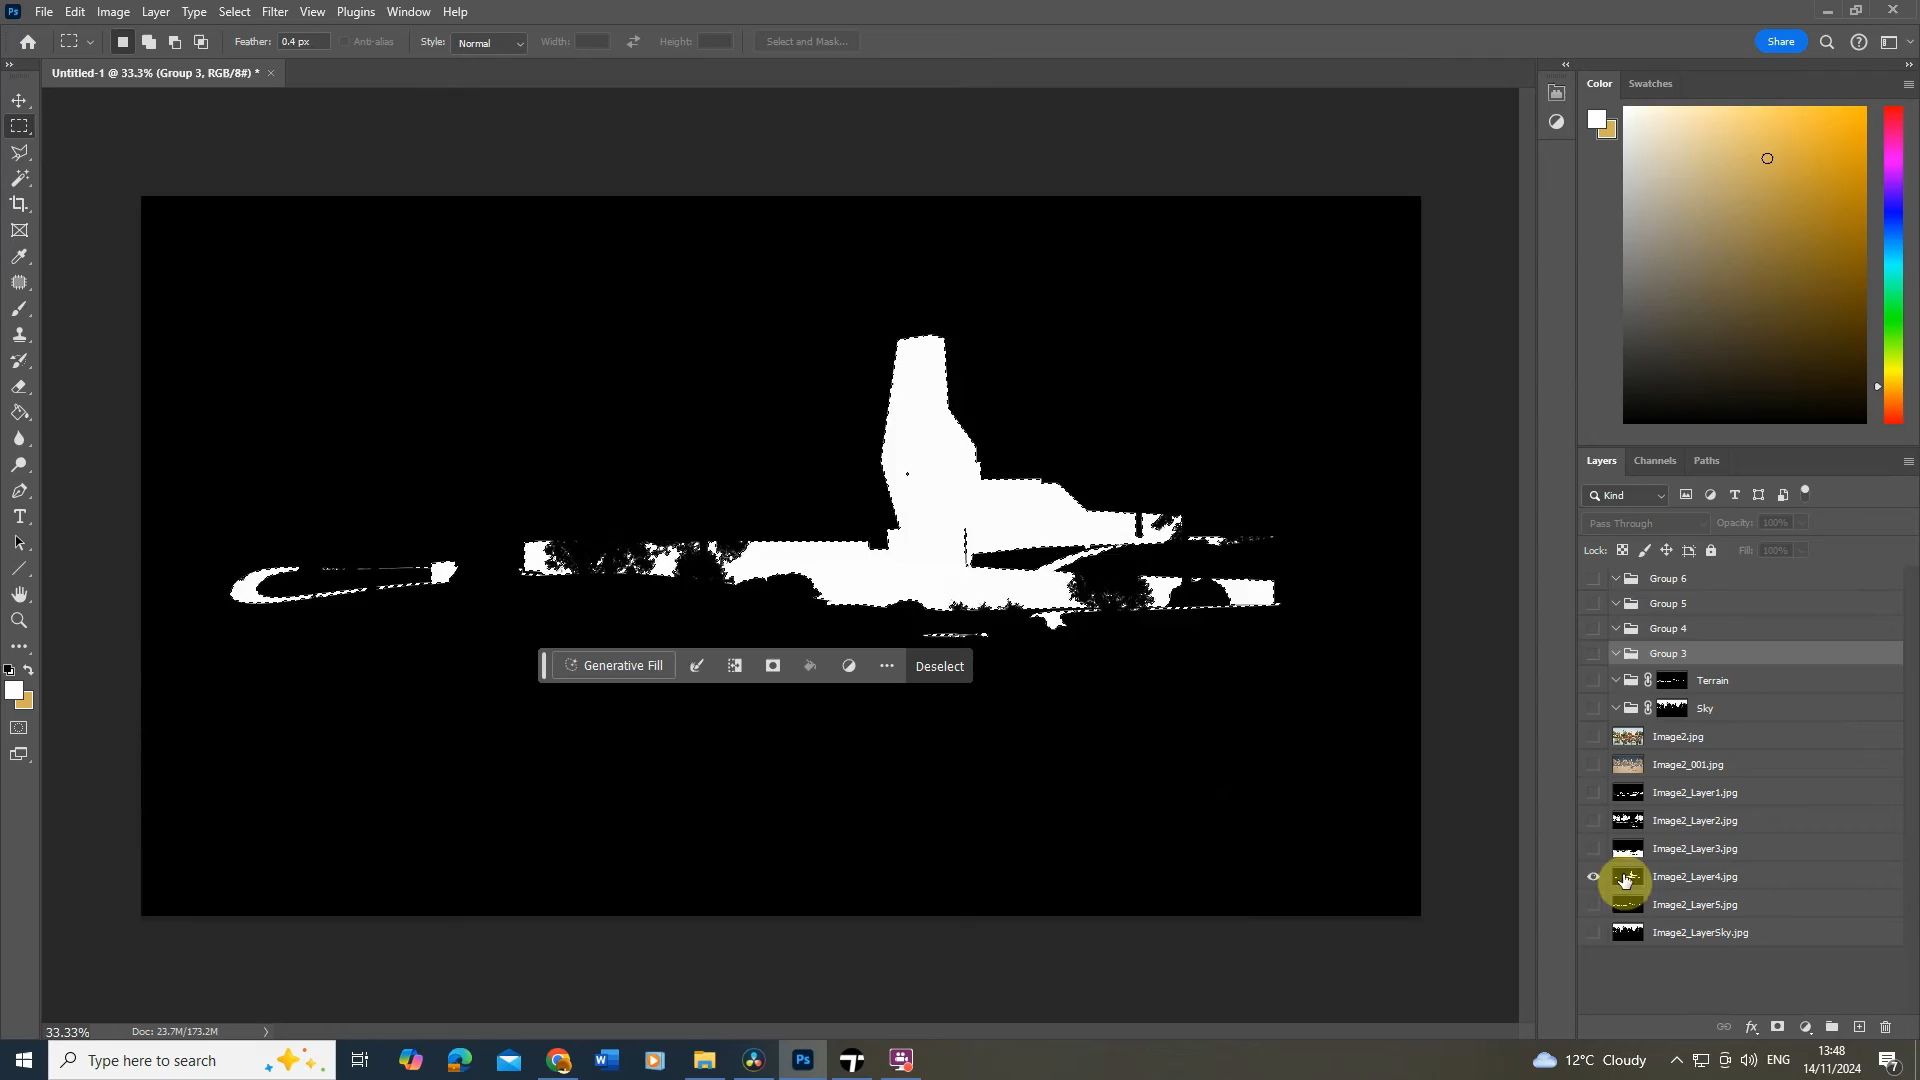 Ps File Edit Image Layer Type Select Filter View Plugins Window Help
Feather: 0.4 px Anti-alias Style: Normal Width: Height: Select and Mask... Share
Untitled-1 @ 33.3% (Group 3, RGB/8#) *
Color Swatches
Layers Channels Paths
Kind
Pass Through Opacity: 100%
Lock: Fill: 100%
Group 6
Group 5
Group 4
Group 3
Terrain
Sky
Image2.jpg
Image2_001.jpg
Image2_Layer1.jpg
Image2_Layer2.jpg
Image2_Layer3.jpg
Image2_Layer4.jpg
Image2_Layer5.jpg
Image2_LayerSky.jpg
Generative Fill Deselect
33.33% Doc: 23.7M/173.2M
Type here to search
Ps
12°C Cloudy
ENG
13:48
14/11/2024
7